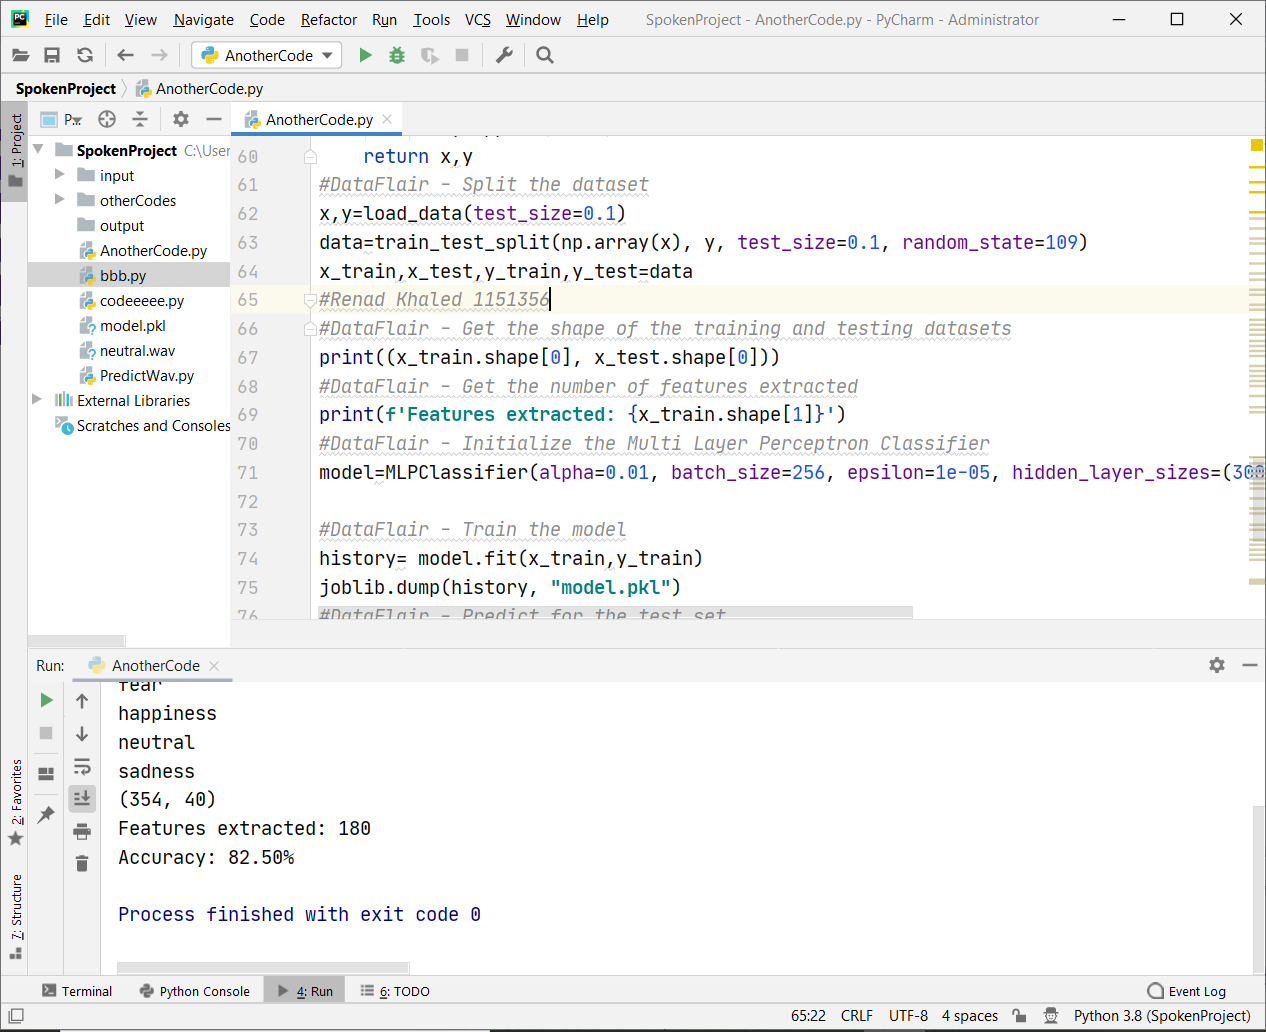 PC File Edit View Navigate Code Refactor Run Tools VCS Window Help SpokenProject - AnotherCode.py - PyCharm - Administrator
AnotherCode
SpokenProject AnotherCode.py
1: Project
P...
AnotherCode.py
SpokenProject C:\User
input
otherCodes
output
AnotherCode.py
bbb.py
codeeeee.py
model.pkl
neutral.wav
PredictWav.py
External Libraries
Scratches and Consoles
60 return x,y
61 #DataFlair - Split the dataset
62 x,y=load_data(test_size=0.1)
63 data=train_test_split(np.array(x), y, test_size=0.1, random_state=109)
64 x_train,x_test,y_train,y_test=data
65 #Renad Khaled 1151356
66 #DataFlair - Get the shape of the training and testing datasets
67 print((x_train.shape[0], x_test.shape[0]))
68 #DataFlair - Get the number of features extracted
69 print(f'Features extracted: {x_train.shape[1]}')
70 #DataFlair - Initialize the Multi Layer Perceptron Classifier
71 model=MLPClassifier(alpha=0.01, batch_size=256, epsilon=1e-05, hidden_layer_sizes=(300
72
73 #DataFlair - Train the model
74 history= model.fit(x_train,y_train)
75 joblib.dump(history, "model.pkl")
76 #DataFlair - Predict for the test set
Run: AnotherCode
fear
happiness
neutral
sadness
(354, 40)
Features extracted: 180
Accuracy: 82.50%
Process finished with exit code 0
2: Favorites
7: Structure
Terminal Python Console 4: Run 6: TODO Event Log
65:22 CRLF UTF-8 4 spaces Python 3.8 (SpokenProject)